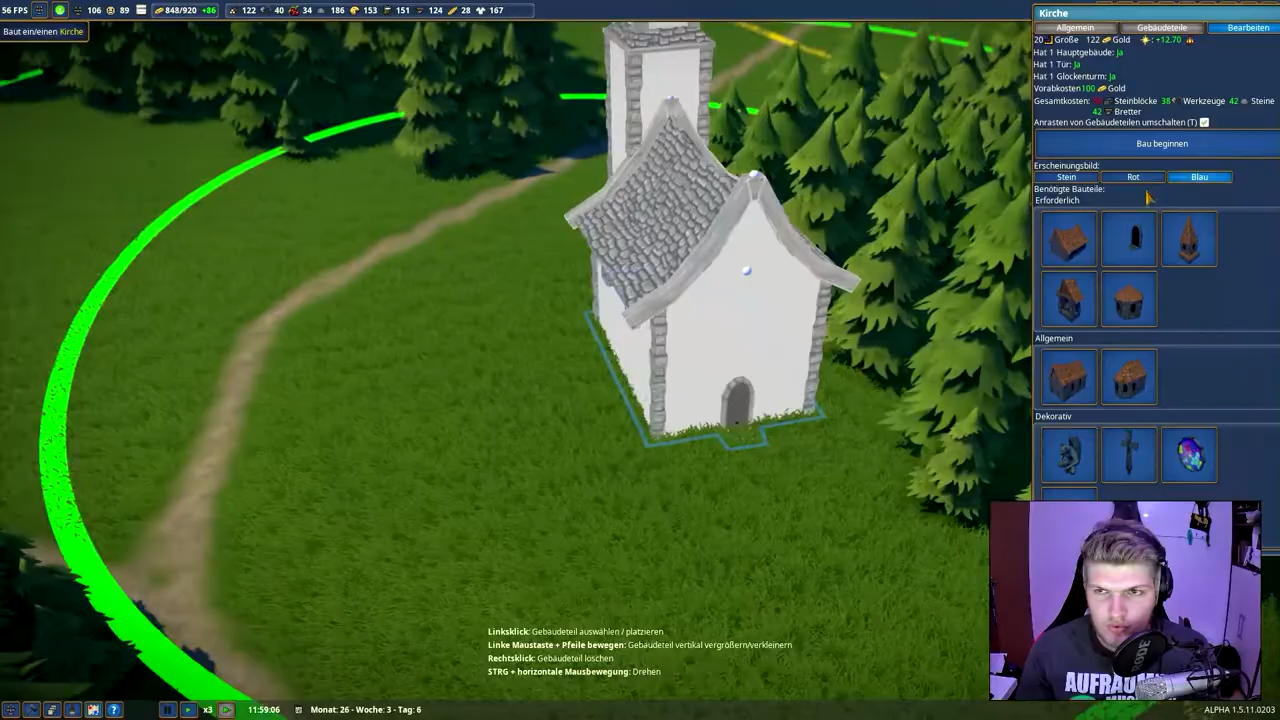 56 FPS 106 89 848/920 +86 122 40 34 186 153 151 124 28 167
Baut ein/einen Kirche
Kirche
Allgemein Gebäudeteile Bearbeiten
20 Größe 122 Gold +12.70
Hat 1 Hauptgebäude: Ja
Hat 1 Tür: Ja
Hat 1 Glockenturm: Ja
Vorabkosten 100 Gold
Gesamtkosten: Steinblöcke 38 Werkzeuge 42 Steine
42 Bretter
Anrasten von Gebäudeteilen umschalten (T)
Bau beginnen
Erscheinungsbild:
Stein Rot Blau
Benötigte Bauteile:
Erforderlich
Allgemein
Dekorativ
Linksklick: Gebäudeteil auswählen / platzieren
Linke Maustaste + Pfeile bewegen: Gebäudeteil vertikal vergrößern/verkleinern
Rechtsklick: Gebäudeteil löschen
STRG + horizontale Mausbewegung: Drehen
RODE
AUFRAUM
x3 11:59:06 Monat: 26 - Woche: 3 - Tag: 6
ALPHA 1.5.11.0203